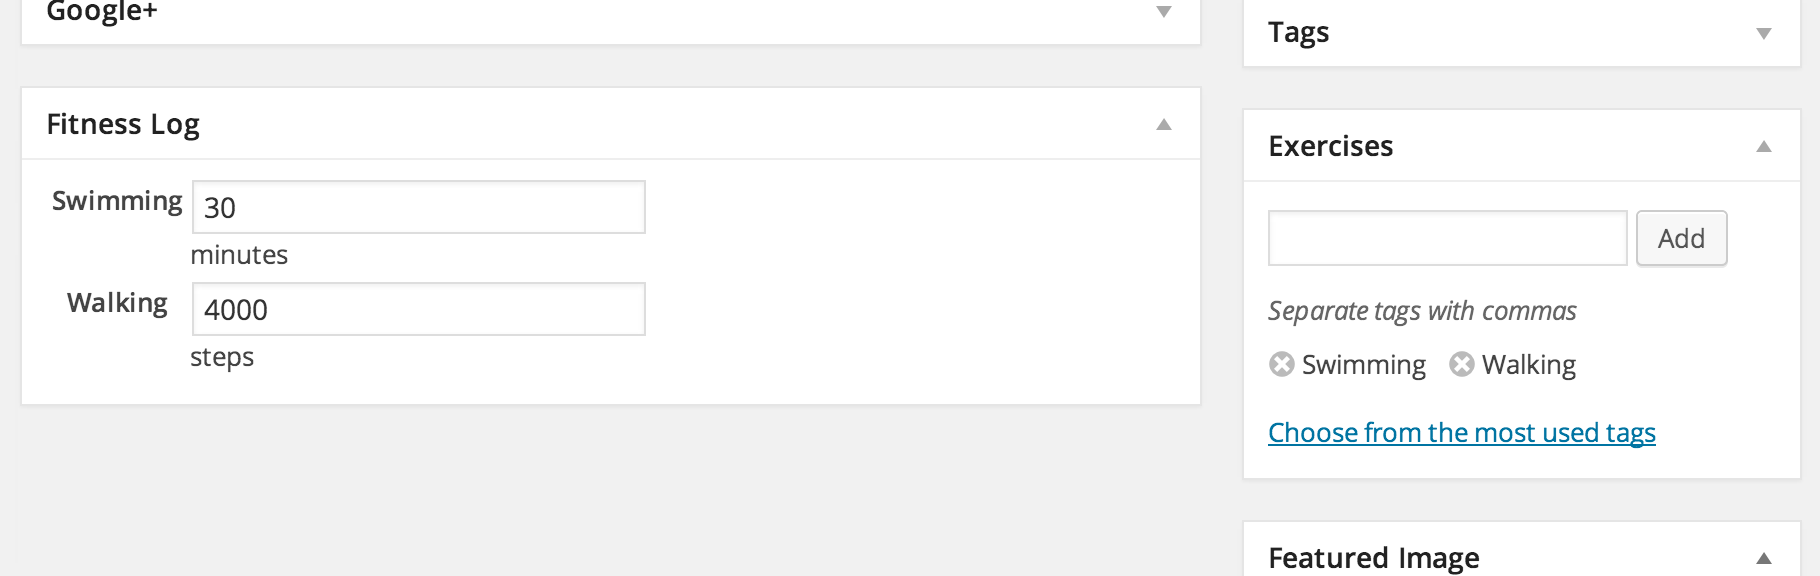 Google+
Fitness Log
Swimming 30
minutes
Walking 4000
steps
Tags
Exercises
Add
Separate tags with commas
Swimming Walking
Choose from the most used tags
Featured Image